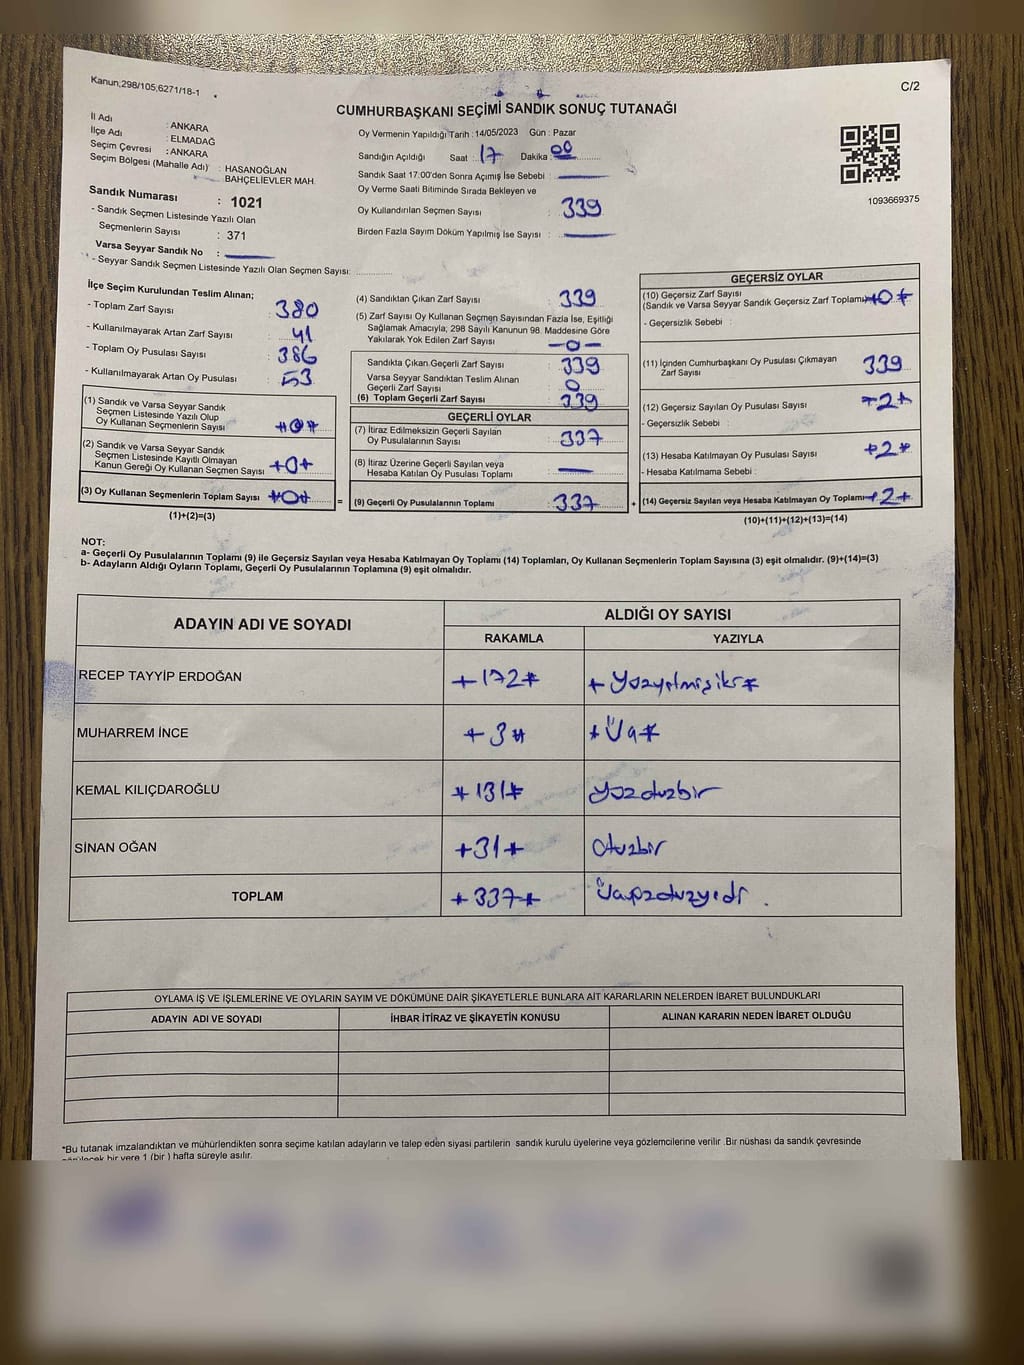 Kanun;298/105,6271/18-1
C/2
CUMHURBAŞKANI SEÇİMİ SANDIK SONUÇ TUTANAĞI
İl Adı : ANKARA
İlçe Adı : ELMADAĞ
Seçim Çevresi : ANKARA
Seçim Bölgesi (Mahalle Adı) : HASANOĞLAN
BAHÇELİEVLER MAH.
Sandık Numarası : 1021
- Sandık Seçmen Listesinde Yazılı Olan
Seçmenlerin Sayısı : 371
Varsa Seyyar Sandık No :
- Seyyar Sandık Seçmen Listesinde Yazılı Olan Seçmen Sayısı:
Oy Vermenin Yapıldığı Tarih : 14/05/2023 Gün : Pazar
Sandığın Açıldığı Saat : 17 Dakika : 00
Sandık Saat 17:00'den Sonra Açımış İse Sebebi :
Oy Verme Saati Bitiminde Sırada Bekleyen ve
Oy Kullandırılan Seçmen Sayısı : 339
Birden Fazla Sayım Döküm Yapılmış İse Sayısı :
1093669375
İlçe Seçim Kurulundan Teslim Alınan;
- Toplam Zarf Sayısı : 380
- Kullanılmayarak Artan Zarf Sayısı : 41
- Toplam Oy Pusulası Sayısı : 386
- Kullanılmayarak Artan Oy Pusulası : 53
(1) Sandık ve Varsa Seyyar Sandık
Seçmen Listesinde Yazılı Olup
Oy Kullanan Seçmenlerin Sayısı *0*
(2) Sandık ve Varsa Seyyar Sandık
Seçmen Listesinde Kayıtlı Olmayan
Kanun Gereği Oy Kullanan Seçmen Sayısı +0+
(3) Oy Kullanan Seçmenlerin Toplam Sayısı *0*
(1)+(2)=(3)
=
(4) Sandıktan Çıkan Zarf Sayısı : 339
(5) Zarf Sayısı Oy Kullanan Seçmen Sayısından Fazla İse, Eşitliği
Sağlamak Amacıyla; 298 Sayılı Kanunun 98. Maddesine Göre
Yakılarak Yok Edilen Zarf Sayısı : -0-
Sandıkta Çıkan Geçerli Zarf Sayısı : 339
Varsa Seyyar Sandıktan Teslim Alınan
Geçerli Zarf Sayısı : 0
(6) Toplam Geçerli Zarf Sayısı : 339
GEÇERLİ OYLAR
(7) İtiraz Edilmeksizin Geçerli Sayılan
Oy Pusulalarının Sayısı : 337
(8) İtiraz Üzerine Geçerli Sayılan veya
Hesaba Katılan Oy Pusulası Toplamı :
(9) Geçerli Oy Pusulalarının Toplamı : 337
+
GEÇERSİZ OYLAR
(10) Geçersiz Zarf Sayısı
(Sandık ve Varsa Seyyar Sandık Geçersiz Zarf Toplamı) *0*
- Geçersizlik Sebebi :
(11) İçinden Cumhurbaşkanı Oy Pusulası Çıkmayan
Zarf Sayısı 339
(12) Geçersiz Sayılan Oy Pusulası Sayısı +2+
- Geçersizlik Sebebi :
(13) Hesaba Katılmayan Oy Pusulası Sayısı +2*
- Hesaba Katılmama Sebebi :
(14) Geçersiz Sayılan veya Hesaba Katılmayan Oy Toplamı +2+
(10)+(11)+(12)+(13)=(14)
NOT:
a- Geçerli Oy Pusulalarının Toplamı (9) ile Geçersiz Sayılan veya Hesaba Katılmayan Oy Toplamı (14) Toplamları, Oy Kullanan Seçmenlerin Toplam Sayısına (3) eşit olmalıdır. (9)+(14)=(3)
b- Adayların Aldığı Oyların Toplamı, Geçerli Oy Pusulalarının Toplamına (9) eşit olmalıdır.
ADAYIN ADI VE SOYADI ALDIĞI OY SAYISI
RAKAMLA YAZIYLA
RECEP TAYYİP ERDOĞAN +172* + Yüzyetmişiki*
MUHARREM İNCE +3* * Üç*
KEMAL KILIÇDAROĞLU *131* yüzotuzbir
SİNAN OĞAN +31+ Otuzbir
TOPLAM +337* Üçyüzotuzyedi
OYLAMA İŞ VE İŞLEMLERİNE VE OYLARIN SAYIM VE DÖKÜMÜNE DAİR ŞİKAYETLERLE BUNLARA AİT KARARLARIN NELERDEN İBARET BULUNDUKLARI
ADAYIN ADI VE SOYADI İHBAR İTİRAZ VE ŞİKAYETİN KONUSU ALINAN KARARIN NEDEN İBARET OLDUĞU
*Bu tutanak imzalandıktan ve mühürlendikten sonra seçime katılan adayların ve talep eden siyasi partilerin sandık kurulu üyelerine veya gözlemcilerine verilir .Bir nüshası da sandık çevresinde
görülecek bir yere 1 (bir ) hafta süreyle asılır.